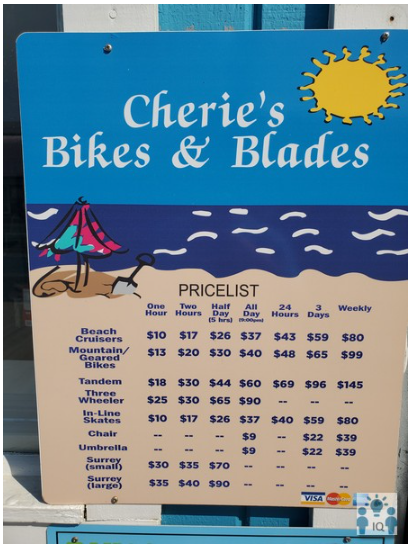 Cherie's
Bikes & Blades
PRICELIST
One Hour Two Hours Half Day (5 hrs) All Day (9:00pm) 24 Hours 3 Days Weekly
Beach Cruisers $10 $17 $26 $37 $43 $59 $80
Mountain/ Geared Bikes $13 $20 $30 $40 $48 $65 $99
Tandem $18 $30 $44 $60 $69 $96 $145
Three Wheeler $25 $30 $65 $90 -- -- --
In-Line Skates $10 $17 $26 $37 $40 $59 $80
Chair -- -- -- $9 -- $22 $39
Umbrella -- -- -- $9 -- $22 $39
Surrey (small) $30 $35 $70 -- -- -- --
Surrey (large) $35 $40 $90 -- -- -- --
VISA MasterCard
IQ